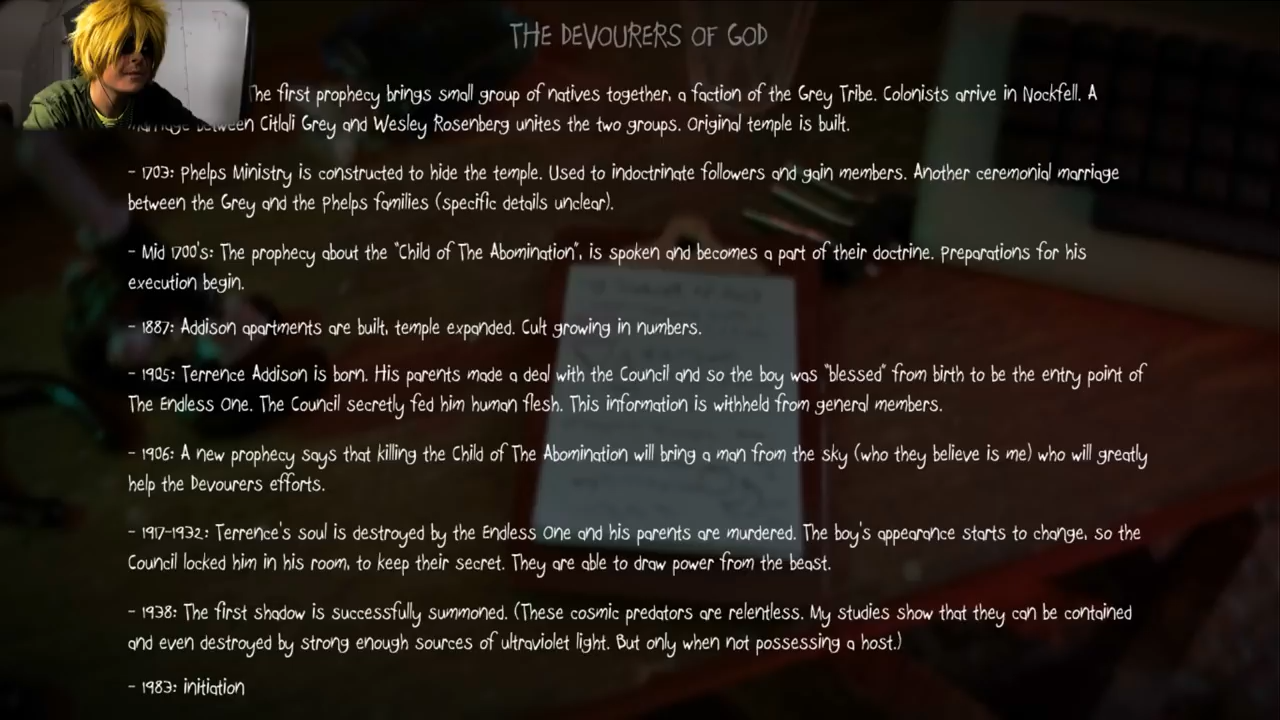 THE DEVOURERS OF GOD
The first prophecy brings small group of natives together, a faction of the Grey Tribe. Colonists arrive in Nockfell. A
marriage between Citlali Grey and Wesley Rosenberg unites the two groups. Original temple is built.
- 1703: Phelps Ministry is constructed to hide the temple. Used to indoctrinate followers and gain members. Another ceremonial marriage
between the Grey and the Phelps families (specific details unclear).
- Mid 1700's: The prophecy about the "Child of The Abomination", is spoken and becomes a part of their doctrine. Preparations for his
execution begin.
- 1887: Addison apartments are built, temple expanded. Cult growing in numbers.
- 1905: Terrence Addison is born. His parents made a deal with the Council and so the boy was "blessed" from birth to be the entry point of
The Endless One. The Council secretly fed him human flesh. This information is withheld from general members.
- 1906: A new prophecy says that killing the Child of The Abomination will bring a man from the sky (who they believe is me) who will greatly
help the Devourers efforts.
- 1917-1932: Terrence's soul is destroyed by the Endless One and his parents are murdered. The boy's appearance starts to change, so the
Council locked him in his room, to keep their secret. They are able to draw power from the beast.
- 1938: The first shadow is successfully summoned. (These cosmic predators are relentless. My studies show that they can be contained
and even destroyed by strong enough sources of ultraviolet light. But only when not possessing a host.)
- 1983: initiation